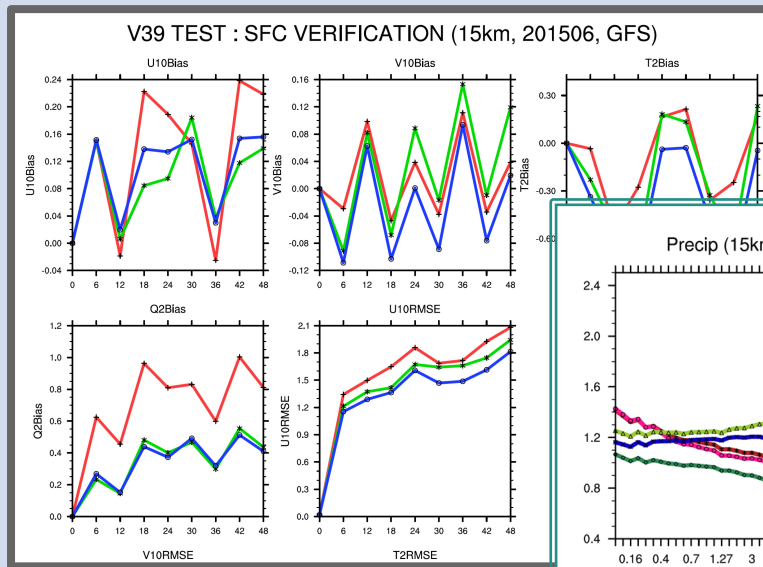 V39 TEST : SFC VERIFICATION (15km, 201506, GFS)
U10Bias
V10Bias
T2Bias
U10Bias
0.24
0.20
0.16
0.12
0.08
0.04
0.00
-0.04
0 6 12 18 24 30 36 42 48
V10Bias
0.16
0.12
0.08
0.04
0.00
-0.04
-0.08
-0.12
0 6 12 18 24 30 36 42 48
T2Bias
0.30
0.00
-0.30
-0.60
Q2Bias
U10RMSE
Q2Bias
1.2
1.0
0.8
0.6
0.4
0.2
0.0
0 6 12 18 24 30 36 42 48
U10RMSE
2.1
1.8
1.5
1.2
0.9
0.6
0.3
0.0
0 6 12 18 24 30 36 42 48
V10RMSE
T2RMSE
Precip (15km
2.4
2.0
1.6
1.2
0.8
0.4
0.16 0.4 0.7 1.27 3